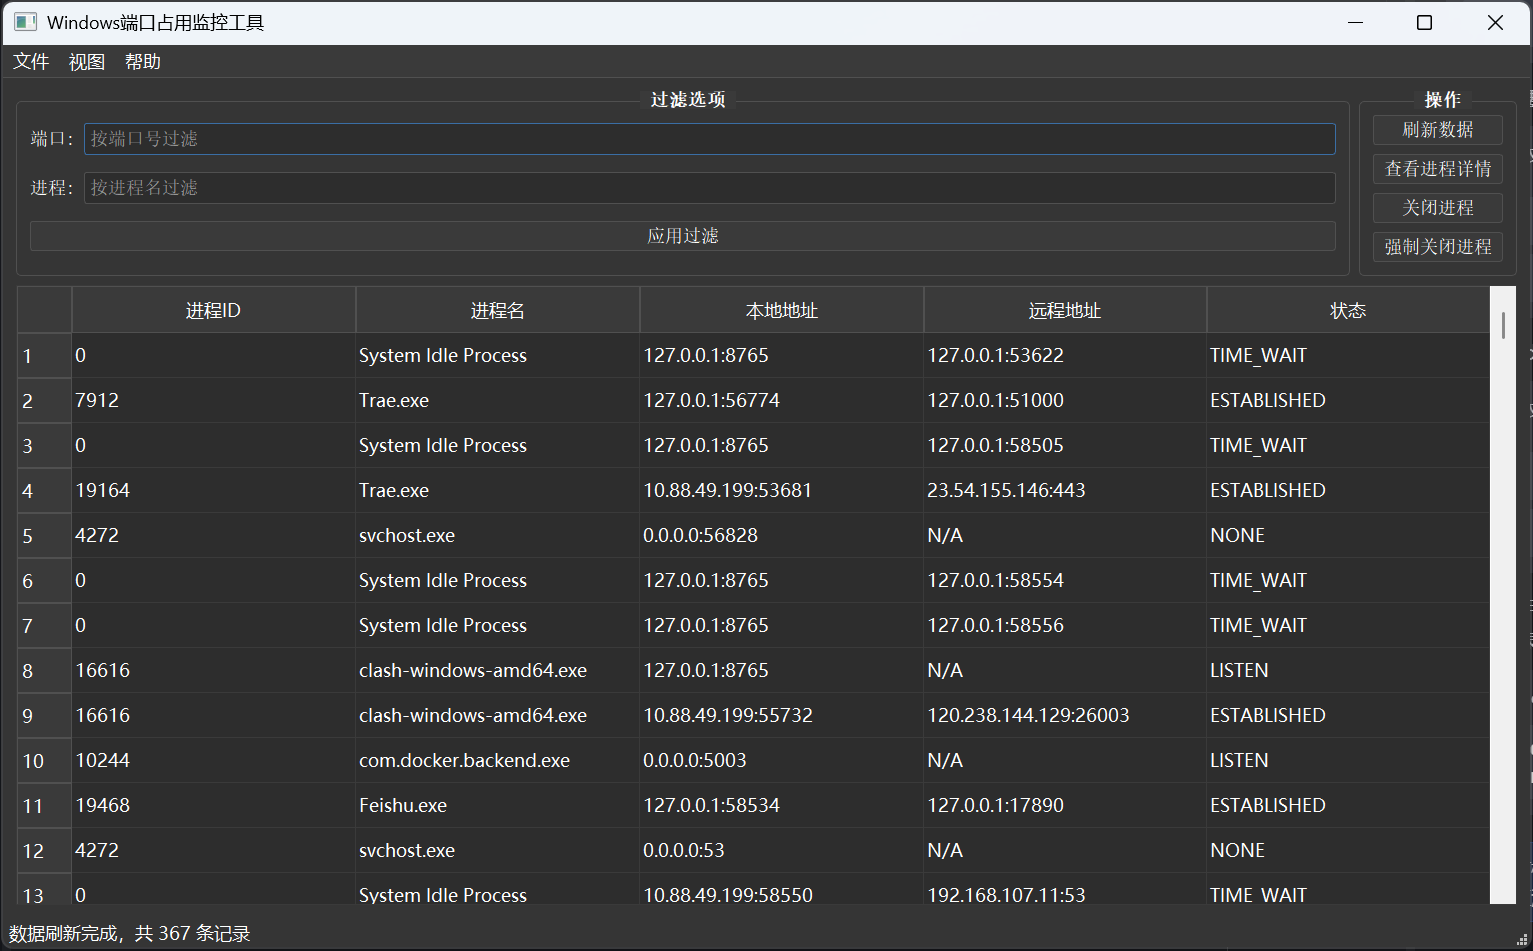 Windows端口占用监控工具
文件 视图 帮助
过滤选项
端口： 按端口号过滤
进程： 按进程名过滤
应用过滤
操作
刷新数据
查看进程详情
关闭进程
强制关闭进程
进程ID 进程名 本地地址 远程地址 状态
1 0 System Idle Process 127.0.0.1:8765 127.0.0.1:53622 TIME_WAIT
2 7912 Trae.exe 127.0.0.1:56774 127.0.0.1:51000 ESTABLISHED
3 0 System Idle Process 127.0.0.1:8765 127.0.0.1:58505 TIME_WAIT
4 19164 Trae.exe 10.88.49.199:53681 23.54.155.146:443 ESTABLISHED
5 4272 svchost.exe 0.0.0.0:56828 N/A NONE
6 0 System Idle Process 127.0.0.1:8765 127.0.0.1:58554 TIME_WAIT
7 0 System Idle Process 127.0.0.1:8765 127.0.0.1:58556 TIME_WAIT
8 16616 clash-windows-amd64.exe 127.0.0.1:8765 N/A LISTEN
9 16616 clash-windows-amd64.exe 10.88.49.199:55732 120.238.144.129:26003 ESTABLISHED
10 10244 com.docker.backend.exe 0.0.0.0:5003 N/A LISTEN
11 19468 Feishu.exe 127.0.0.1:58534 127.0.0.1:17890 ESTABLISHED
12 4272 svchost.exe 0.0.0.0:53 N/A NONE
13 0 System Idle Process 10.88.49.199:58550 192.168.107.11:53 TIME_WAIT
数据刷新完成，共 367 条记录